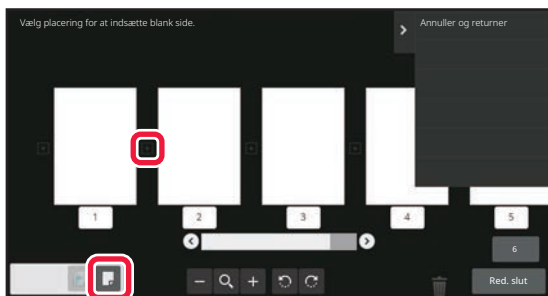 Vælg placering for at indsætte blank side.
Annuller og returner
1
2
3
4
5
6
Red. slut